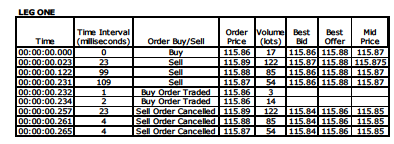 LEG ONE
Time Interval Order Volume Best Best Mid
Time (milliseconds) Order Buy/Sell Price (lots) Bid Offer Price
00:00:00.000 0 Buy 115.86 17 115.86 115.88 115.87
00:00:00.023 23 Sell 115.89 122 115.87 115.88 115.875
00:00:00.122 99 Sell 115.88 85 115.86 115.88 115.87
00:00:00.231 109 Sell 115.87 54 115.86 115.88 115.87
00:00:00.232 1 Buy Order Traded 115.86 3
00:00:00.234 2 Buy Order Traded 115.86 14
00:00:00.257 23 Sell Order Cancelled 115.89 122 115.84 115.86 115.85
00:00:00.261 4 Sell Order Cancelled 115.88 85 115.84 115.86 115.85
00:00:00.265 4 Sell Order Cancelled 115.87 54 115.84 115.86 115.85